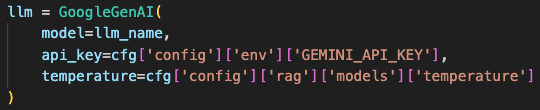 llm = GoogleGenAI(
    model=llm_name,
    api_key=cfg['config']['env']['GEMINI_API_KEY'],
    temperature=cfg['config']['rag']['models']['temperature']
)